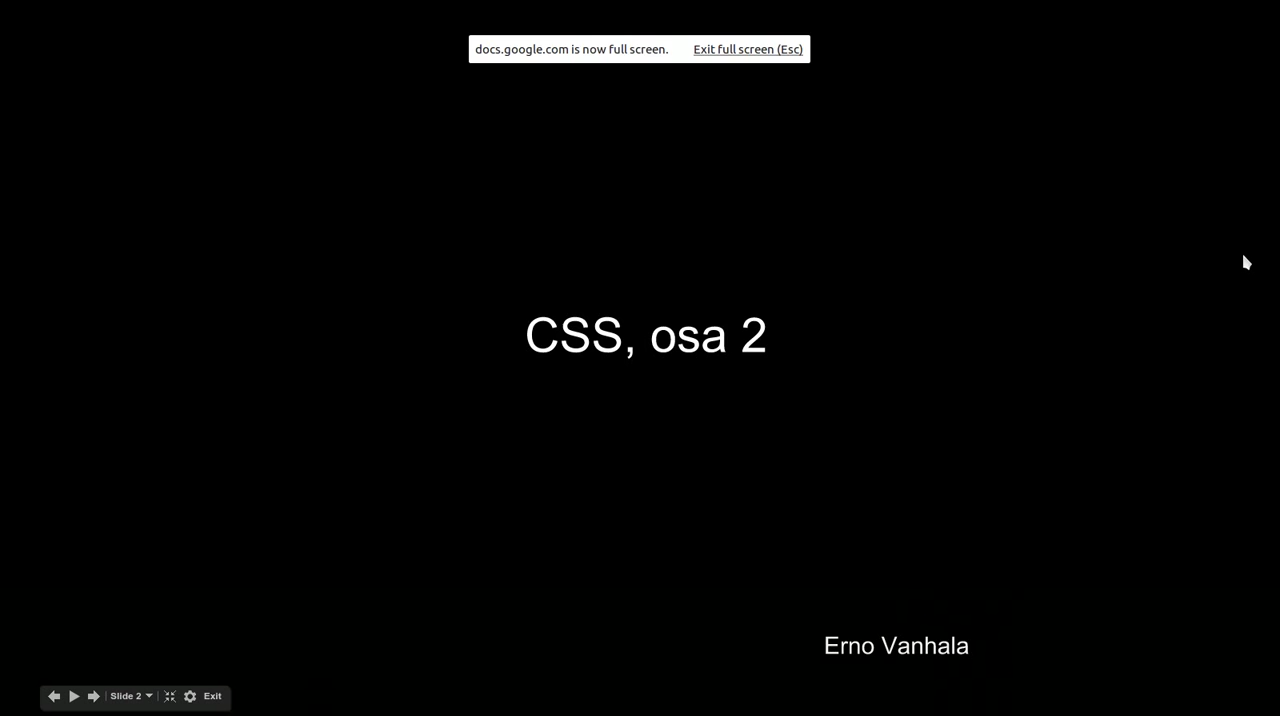 docs.google.com is now full screen. Exit full screen (Esc)
CSS, osa 2
Erno Vanhala
Slide 2 Exit